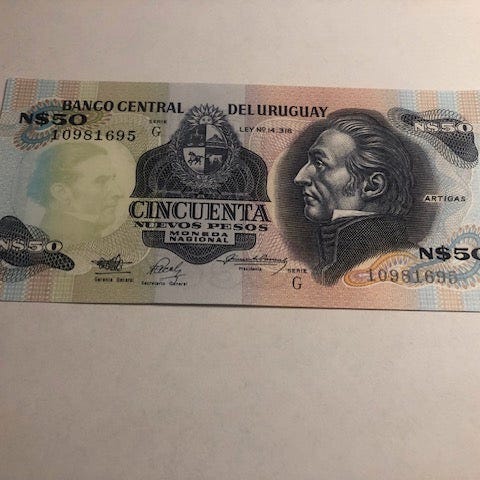 BANCO CENTRAL DEL URUGUAY
N$50
SERIE
G
LEY Nº 14.316
N$50
10981695
ARTIGAS
CINCUENTA
NUEVOS PESOS
MONEDA
NACIONAL
N$50
N$50
10981695
Gerente General
Secretario General
Presidente
SERIE
G